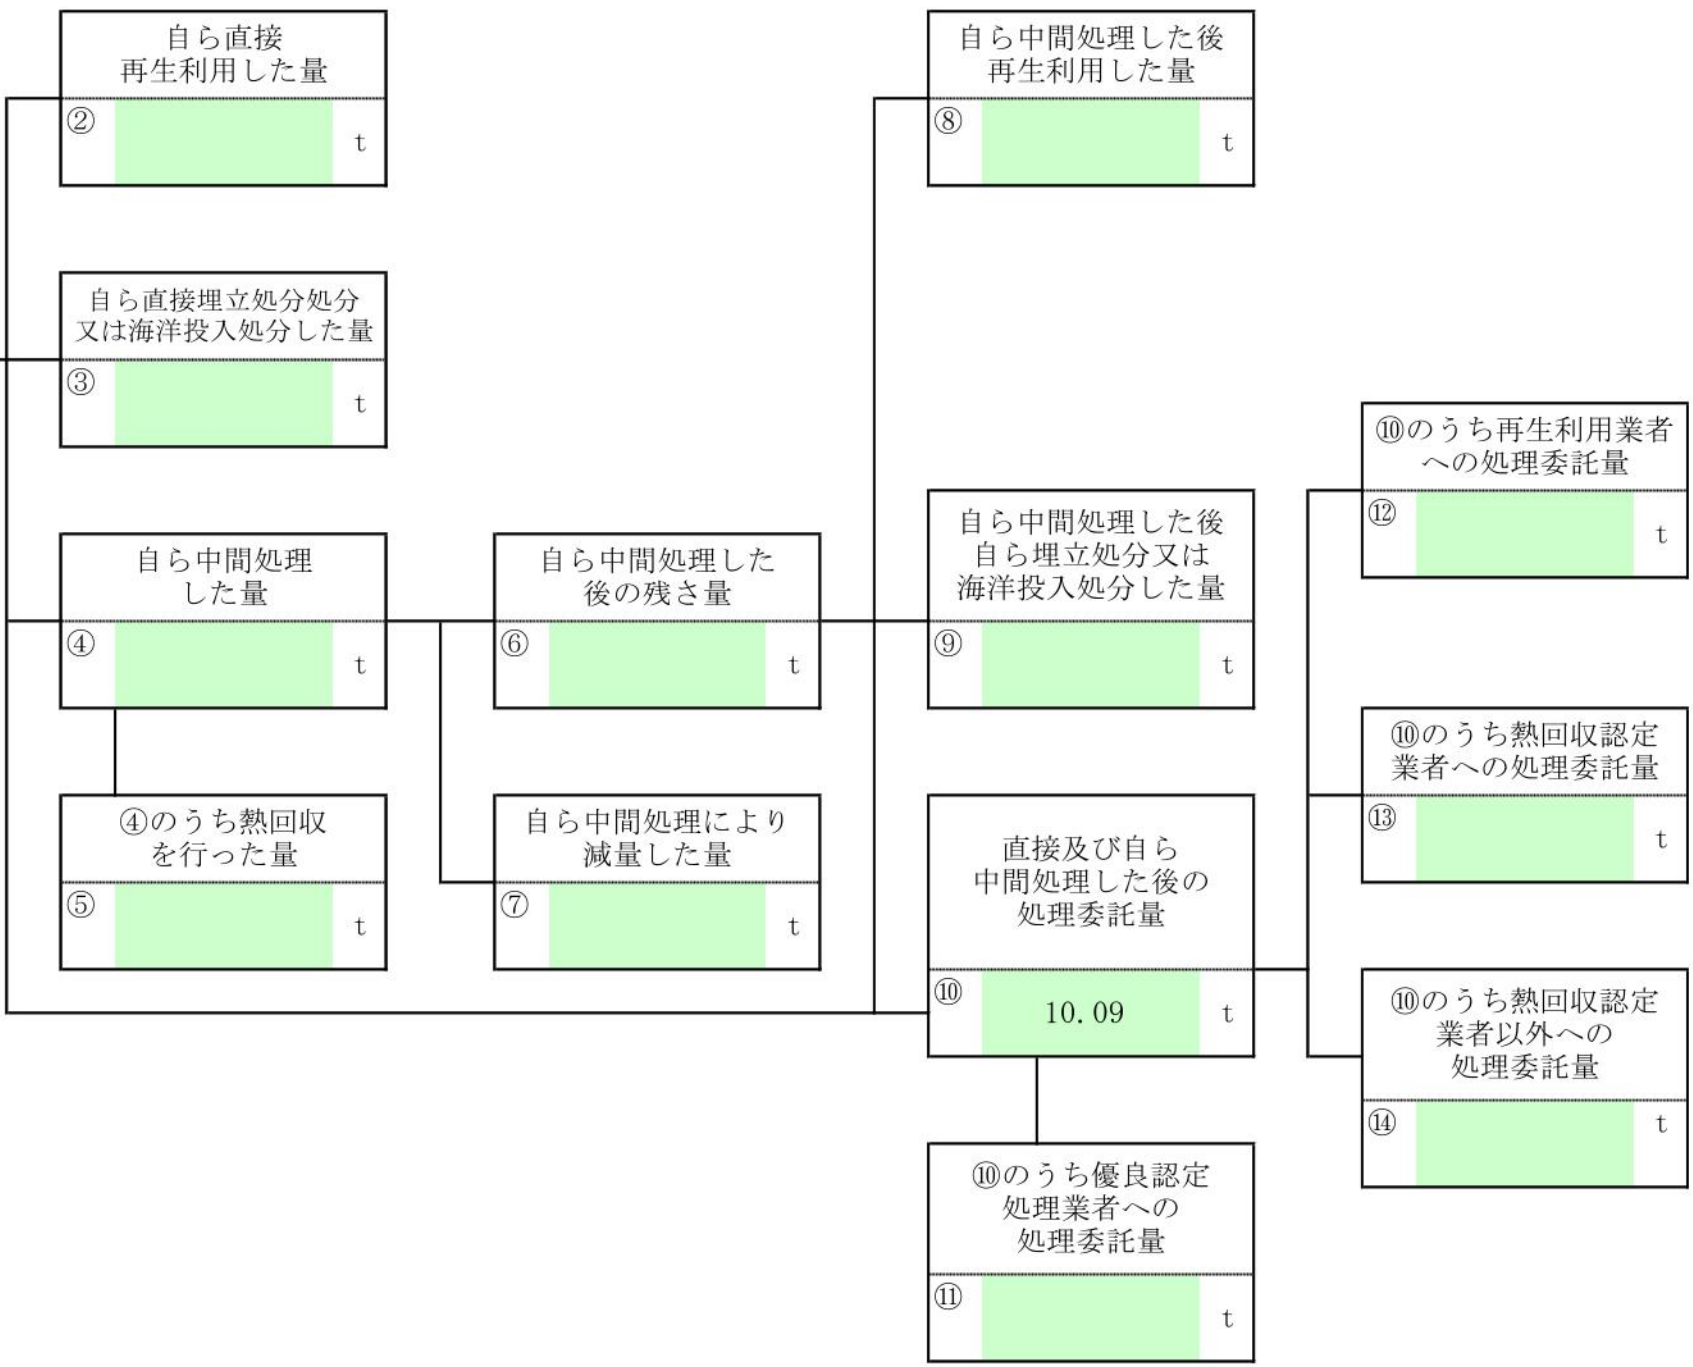 自ら直接
再生利用した量
②
t
自ら中間処理した後
再生利用した量
⑧
t
自ら直接埋立処分処分
又は海洋投入処分した量
③
t
⑩のうち再生利用業者
への処理委託量
⑫
t
自ら中間処理
した量
④
t
自ら中間処理した
後の残さ量
⑥
t
自ら中間処理した後
自ら埋立処分又は
海洋投入処分した量
⑨
t
⑩のうち熱回収認定
業者への処理委託量
⑬
t
④のうち熱回収
を行った量
⑤
t
自ら中間処理により
減量した量
⑦
t
直接及び自ら
中間処理した後の
処理委託量
⑩
10.09 t
⑩のうち熱回収認定
業者以外への
処理委託量
⑭
t
⑩のうち優良認定
処理業者への
処理委託量
⑪
t